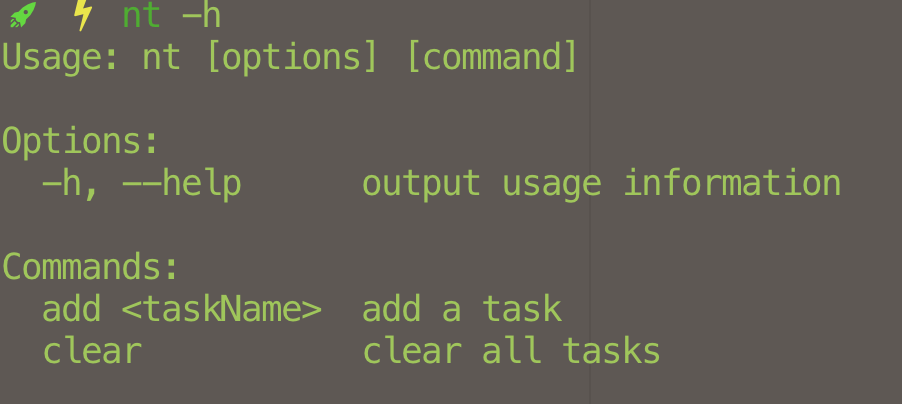 🚀 ⚡ nt -h
Usage: nt [options] [command]
Options:
-h, --help output usage information
Commands:
add <taskName> add a task
clear clear all tasks